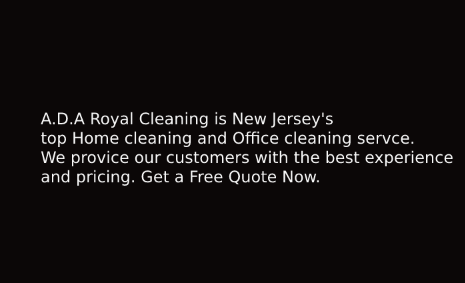 A.D.A Royal Cleaning is New Jersey's
top Home cleaning and Office cleaning servce.
We provice our customers with the best experience
and pricing. Get a Free Quote Now.